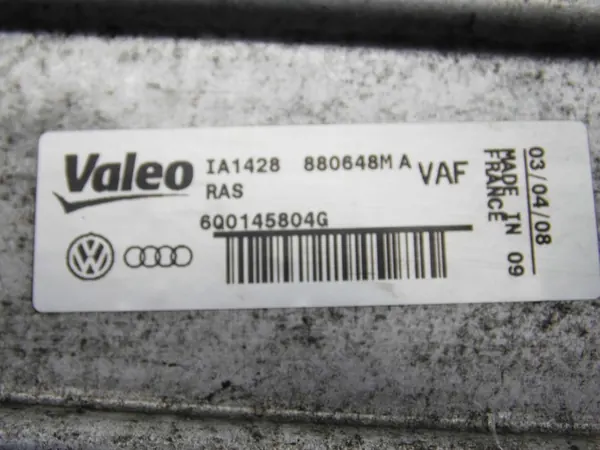 Valeo
IA1428 880648M A
RAS
VAF
6Q0145804G
03/04/08
MADE IN 09
FRANCE